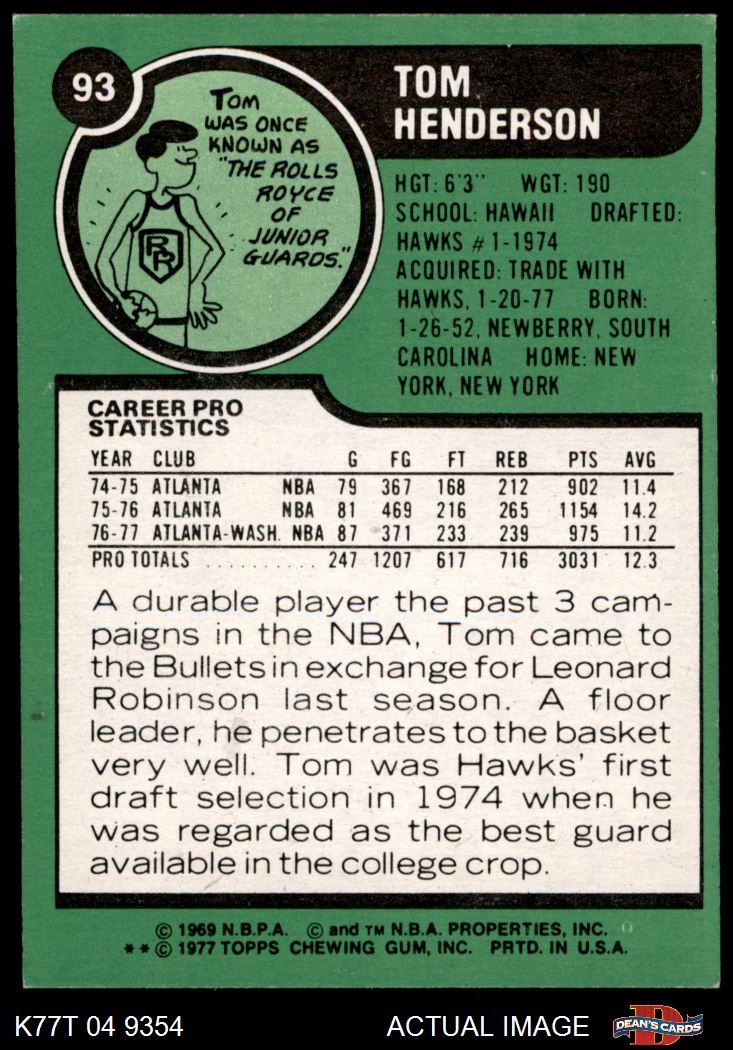 93
TOM
HENDERSON
TOM
WAS ONCE
KNOWN AS
"THE ROLLS
ROYCE
OF
JUNIOR
GUARDS."
RR
HGT: 6'3" WGT: 190
SCHOOL: HAWAII DRAFTED:
HAWKS #1-1974
ACQUIRED: TRADE WITH
HAWKS, 1-20-77 BORN:
1-26-52, NEWBERRY, SOUTH
CAROLINA HOME: NEW
YORK, NEW YORK
CAREER PRO
STATISTICS
YEAR CLUB G FG FT REB PTS AVG
74-75 ATLANTA NBA 79 367 168 212 902 11.4
75-76 ATLANTA NBA 81 469 216 265 1154 14.2
76-77 ATLANTA-WASH. NBA 87 371 233 239 975 11.2
PRO TOTALS .......... 247 1207 617 716 3031 12.3
A durable player the past 3 cam-
paigns in the NBA, Tom came to
the Bullets in exchange for Leonard
Robinson last season. A floor
leader, he penetrates to the basket
very well. Tom was Hawks' first
draft selection in 1974 when he
was regarded as the best guard
available in the college crop.
© 1969 N.B.P.A. © and TM N.B.A. PROPERTIES, INC.
** © 1977 TOPPS CHEWING GUM, INC. PRTD. IN U.S.A.
K77T 04 9354 ACTUAL IMAGE DEAN'S CARDS